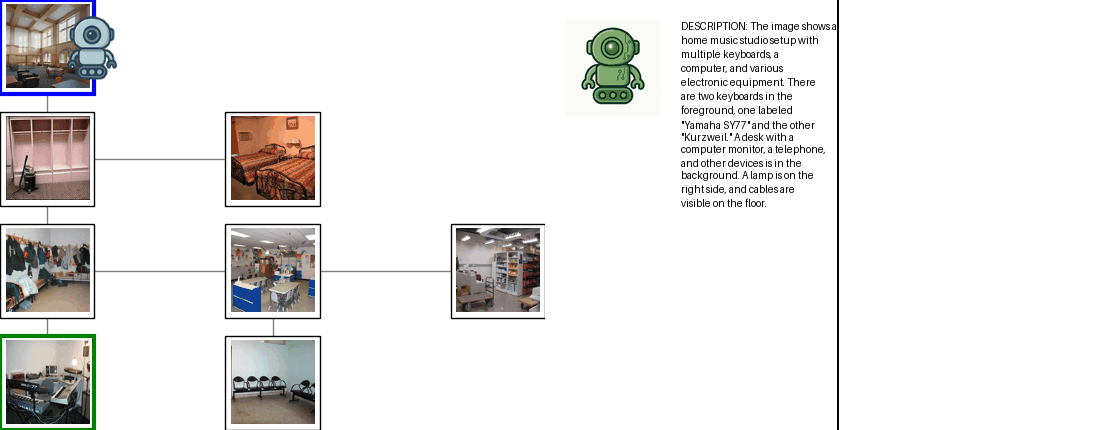 DESCRIPTION: The image shows a
home music studio setup with
multiple keyboards, a
computer, and various
electronic equipment. There
are two keyboards in the
foreground, one labeled
"Yamaha SY77" and the other
"Kurzweil." A desk with a
computer monitor, a telephone,
and other devices is in the
background. A lamp is on the
right side, and cables are
visible on the floor.